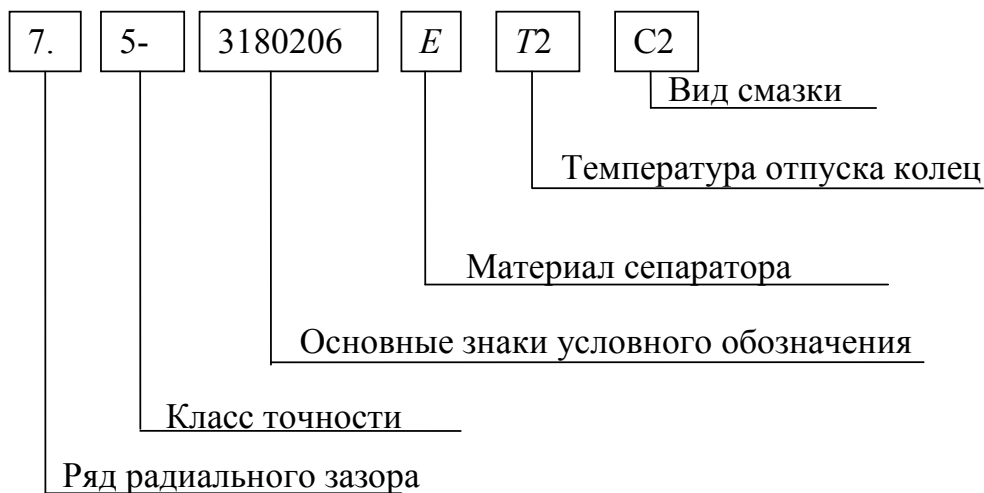 7. 5- 3180206 E T2 C2
Вид смазки
Температура отпуска колец
Материал сепаратора
Основные знаки условного обозначения
Класс точности
Ряд радиального зазора